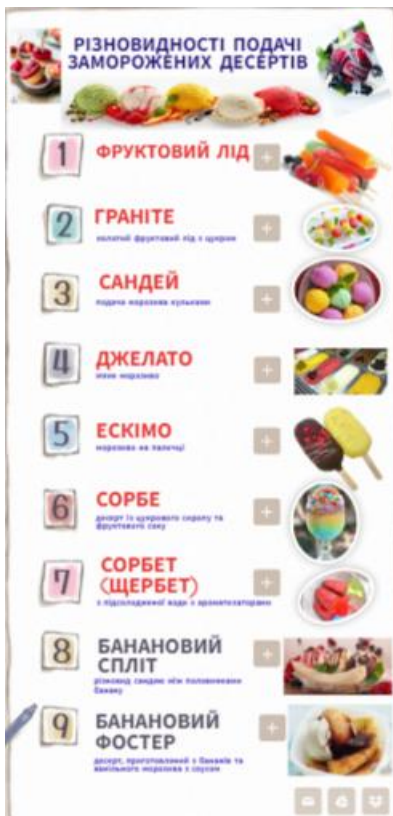 РІЗНОВИДНОСТІ ПОДАЧІ
ЗАМОРОЖЕНИХ ДЕСЕРТІВ
1 ФРУКТОВИЙ ЛІД
2 ГРАНІТЕ
колотий фруктовий лід з цукром
3 САНДЕЙ
подача морозива кульками
4 ДЖЕЛАТО
мяке морозиво
5 ЕСКІМО
морозиво на паличці
6 СОРБЕ
десерт із цукрового сиропу та
фруктового соку
7 СОРБЕТ
(ЩЕРБЕТ)
з підсолодженої води з ароматизаторами
8 БАНАНОВИЙ
СПЛІТ
різновид сандею між половинками
банану
9 БАНАНОВИЙ
ФОСТЕР
десерт, приготовлений з бананів та
ванільного морозива з соусом